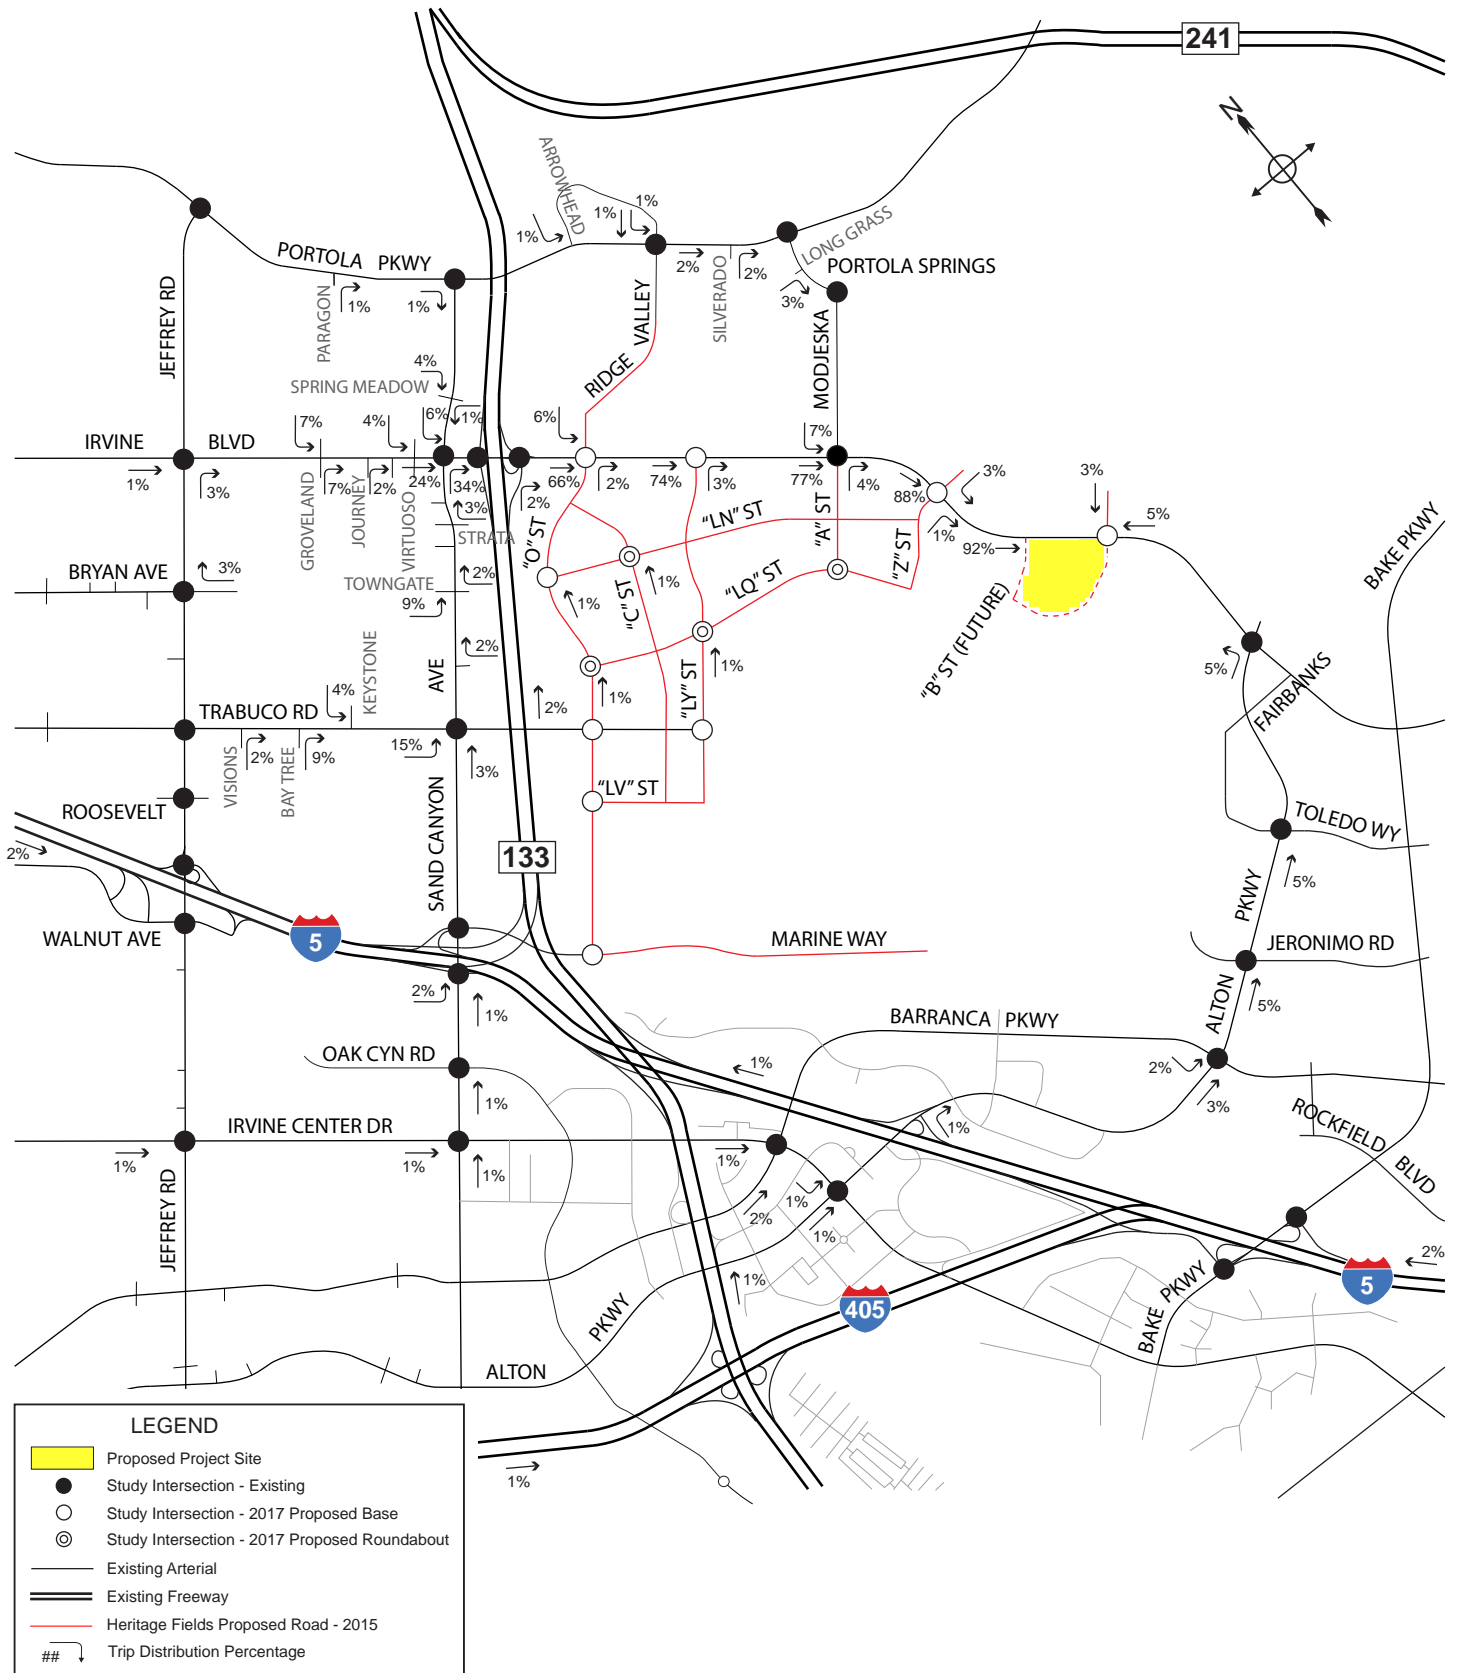 241
N
ARROWHEAD
1%
1%
1%
LONG GRASS
PORTOLA PKWY
2%
SILVERADO
2%
PORTOLA SPRINGS
3%
PARAGON
1%
1%
JEFFREY RD
RIDGE VALLEY
MODJESKA
4%
SPRING MEADOW
7%
4%
6%
1%
6%
7%
IRVINE BLVD
1%
3%
GROVELAND
7%
JOURNEY
2%
VIRTUOSO
24%
34%
3%
2%
66%
2%
74%
3%
77%
4%
88%
3%
3%
5%
1%
92%
STRATA
"O" ST
"LN" ST
"A" ST
"Z" ST
BRYAN AVE
3%
TOWNGATE
2%
9%
1%
"C" ST
1%
"LQ" ST
"B" ST (FUTURE)
BAKE PKWY
KEYSTONE
AVE
2%
1%
"LY" ST
1%
5%
FAIRBANKS
4%
TRABUCO RD
2%
VISIONS
2%
BAY TREE
9%
15%
3%
"LV" ST
ROOSEVELT
SAND CANYON
TOLEDO WY
2%
133
5%
WALNUT AVE
5
MARINE WAY
PKWY
JERONIMO RD
2%
1%
5%
ALTON
BARRANCA PKWY
OAK CYN RD
1%
2%
3%
1%
1%
ROCKFIELD BLVD
IRVINE CENTER DR
1%
1%
1%
1%
1%
2%
1%
JEFFREY RD
1%
405
2%
5
BAKE PKWY
PKWY
ALTON
1%
LEGEND
Proposed Project Site
Study Intersection - Existing
Study Intersection - 2017 Proposed Base
Study Intersection - 2017 Proposed Roundabout
Existing Arterial
Existing Freeway
Heritage Fields Proposed Road - 2015
## Trip Distribution Percentage